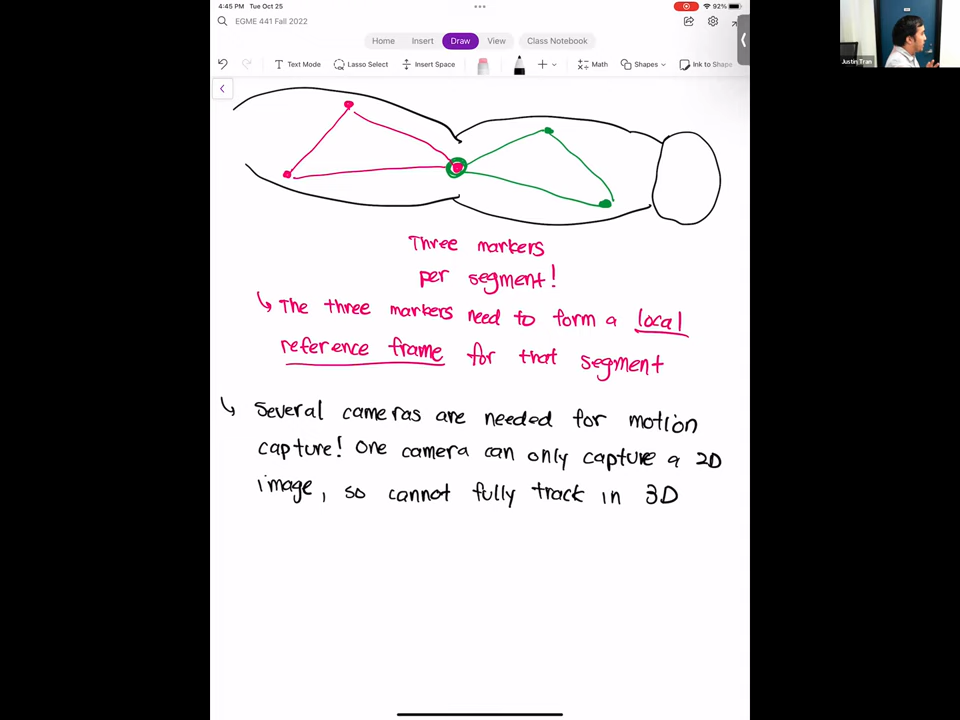 4:45 PM Tue Oct 25
92%
EGME 441 Fall 2022
Home Insert Draw View Class Notebook
Text Mode Lasso Select Insert Space Math Shapes Ink to Shape
Justin Tran
Three markers
per segment!
The three markers need to form a local
reference frame for that segment
Several cameras are needed for motion
capture! One camera can only capture a 2D
image, so cannot fully track in 3D